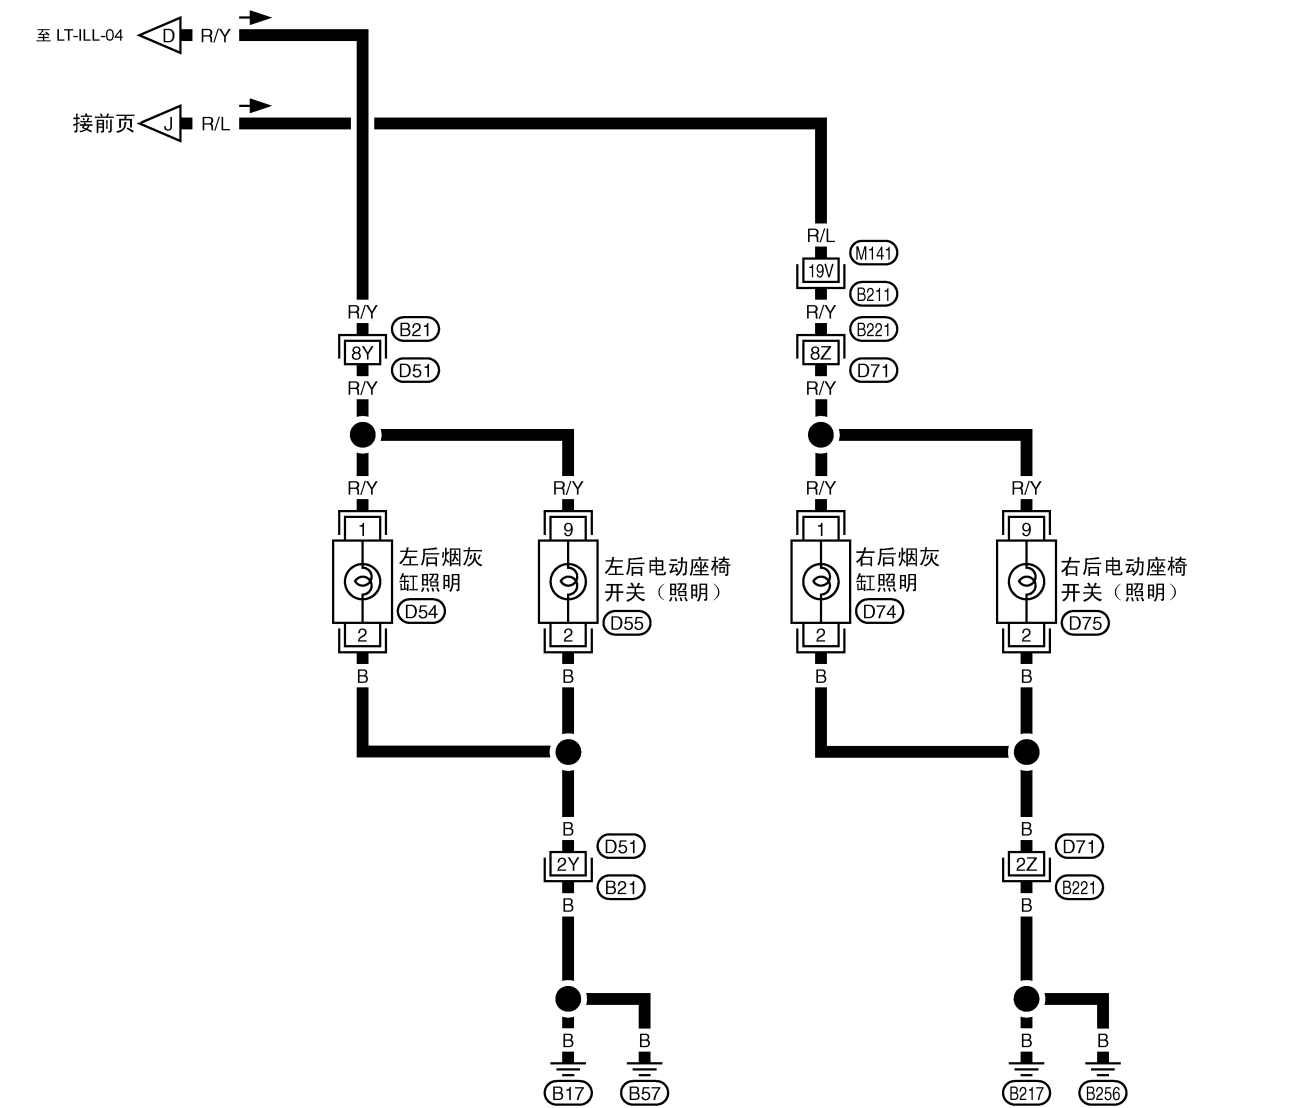 至 LT-ILL-04 D R/Y
接前页 J R/L
R/L
M141
19V
B211
R/Y R/Y
B21 B221
8Y 8Z
D51 D71
R/Y R/Y
R/Y R/Y R/Y R/Y
1 9 1 9
左后烟灰
缸照明
D54
左后电动座椅
开关（照明）
D55
右后烟灰
缸照明
D74
右后电动座椅
开关（照明）
D75
2 2 2 2
B B B B
B B
D51 D71
2Y 2Z
B21 B221
B B
B B B B
B17 B57 B217 B256